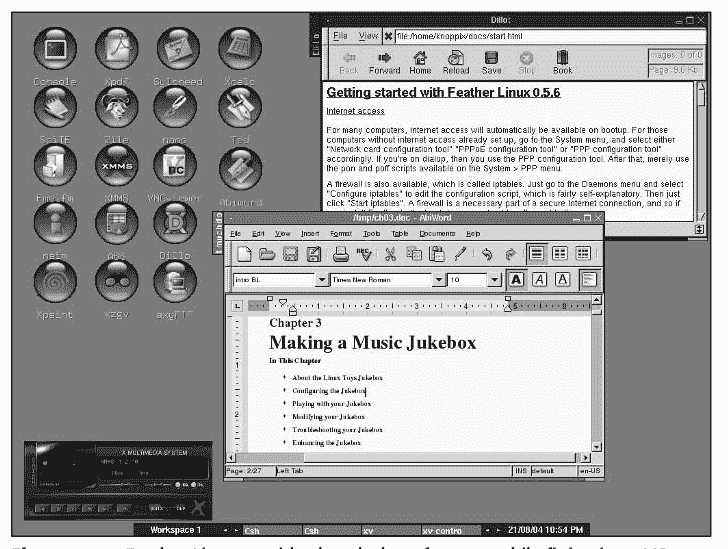 Console Xpdf Sylpheed Xcalc
SciTE Zile nano Ted
Emelfm XMMS VNCviewer Abiword
naim Abs Dillo
Xpaint xzgv axyFTP
XMMS
Dillo:
File View file:/home/knoppix/docs/start.html
Back Forward Home Reload Save Stop Book
Images: 0 of 0
Page: 9.0 Kb
Getting started with Feather Linux 0.5.6
Internet access
For many computers, internet access will automatically be available on bootup. For those
computers without internet access already set up, go to the System menu, and select either
"Network card configuration tool" "PPPoE configuration tool" or "PPP configuration tool"
accordingly. If you're on dialup, then you use the PPP configuration tool. After that, merely use
the pon and poff scripts available on the System > PPP menu.
A firewall is also available, which is called iptables. Just go to the Daemons menu and select
"Configure iptables" to edit the configuration script, which is fairly self-explanatory. Then just
click "Start iptables". A firewall is a necessary part of a secure Internet connection, and so if
/tmp/ch03.doc - AbiWord
File Edit View Insert Format Tools Table Documents Help
intro BL Times New Roman 10
Chapter 3
Making a Music Jukebox
In This Chapter
About the Linux Toys Jukebox
Configuring the Jukebox
Playing with your Jukebox
Modifying your Jukebox
Troubleshooting your Jukebox
Enhancing the Jukebox
Page: 2/27 Left Tab INS default en-US
X MULTIMEDIA SYSTEM
Workspace 1 Csh Csh xv xv contro 21/08/04 10:54 PM